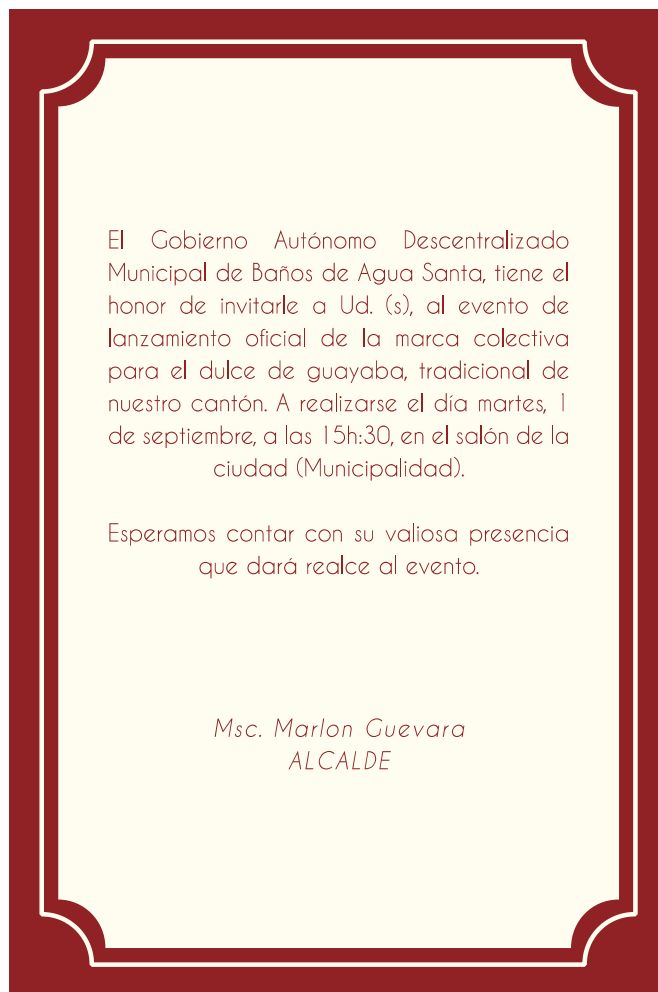 El Gobierno Autónomo Descentralizado
Municipal de Baños de Agua Santa, tiene el
honor de invitarle a Ud. (s), al evento de
lanzamiento oficial de la marca colectiva
para el dulce de guayaba, tradicional de
nuestro cantón. A realizarse el día martes, 1
de septiembre, a las 15h:30, en el salón de la
ciudad (Municipalidad).
Esperamos contar con su valiosa presencia
que dará realce al evento.
Msc. Marlon Guevara
ALCALDE